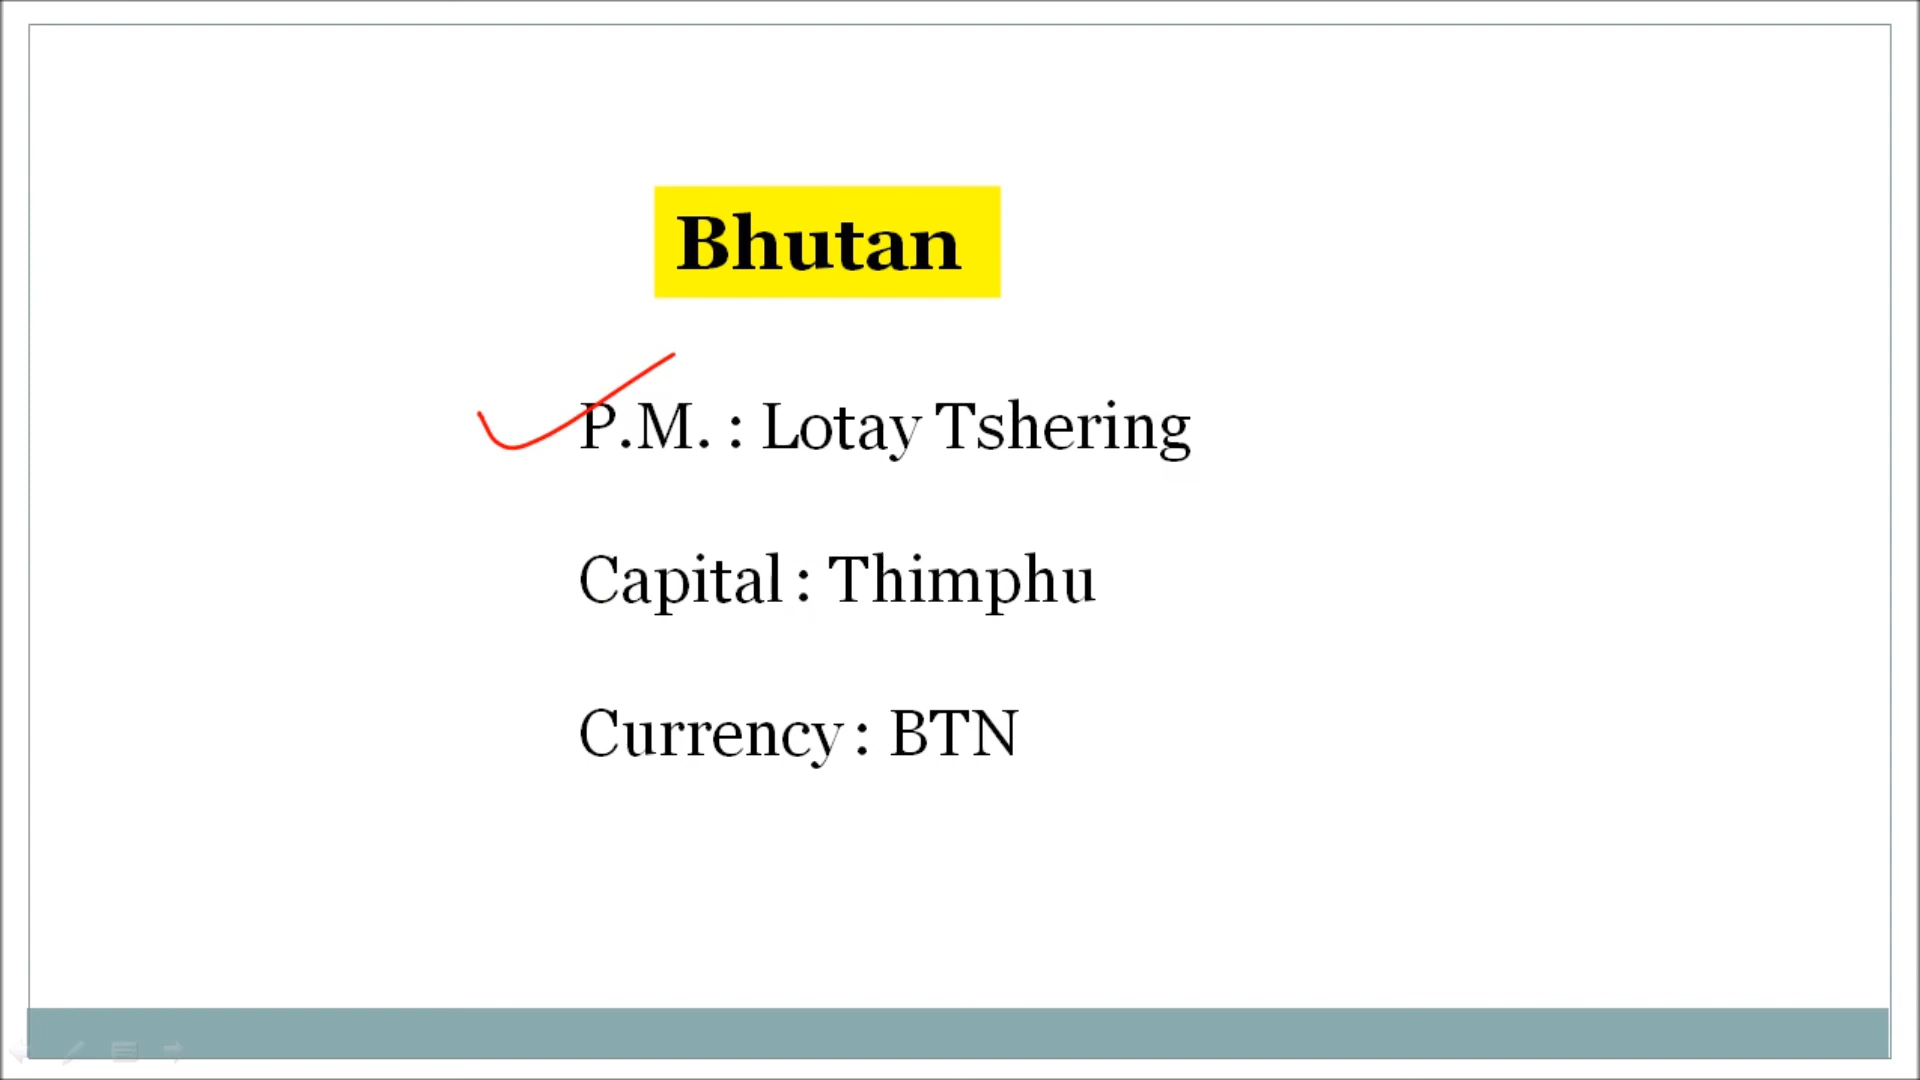 Bhutan
P.M. : Lotay Tshering
Capital : Thimphu
Currency : BTN